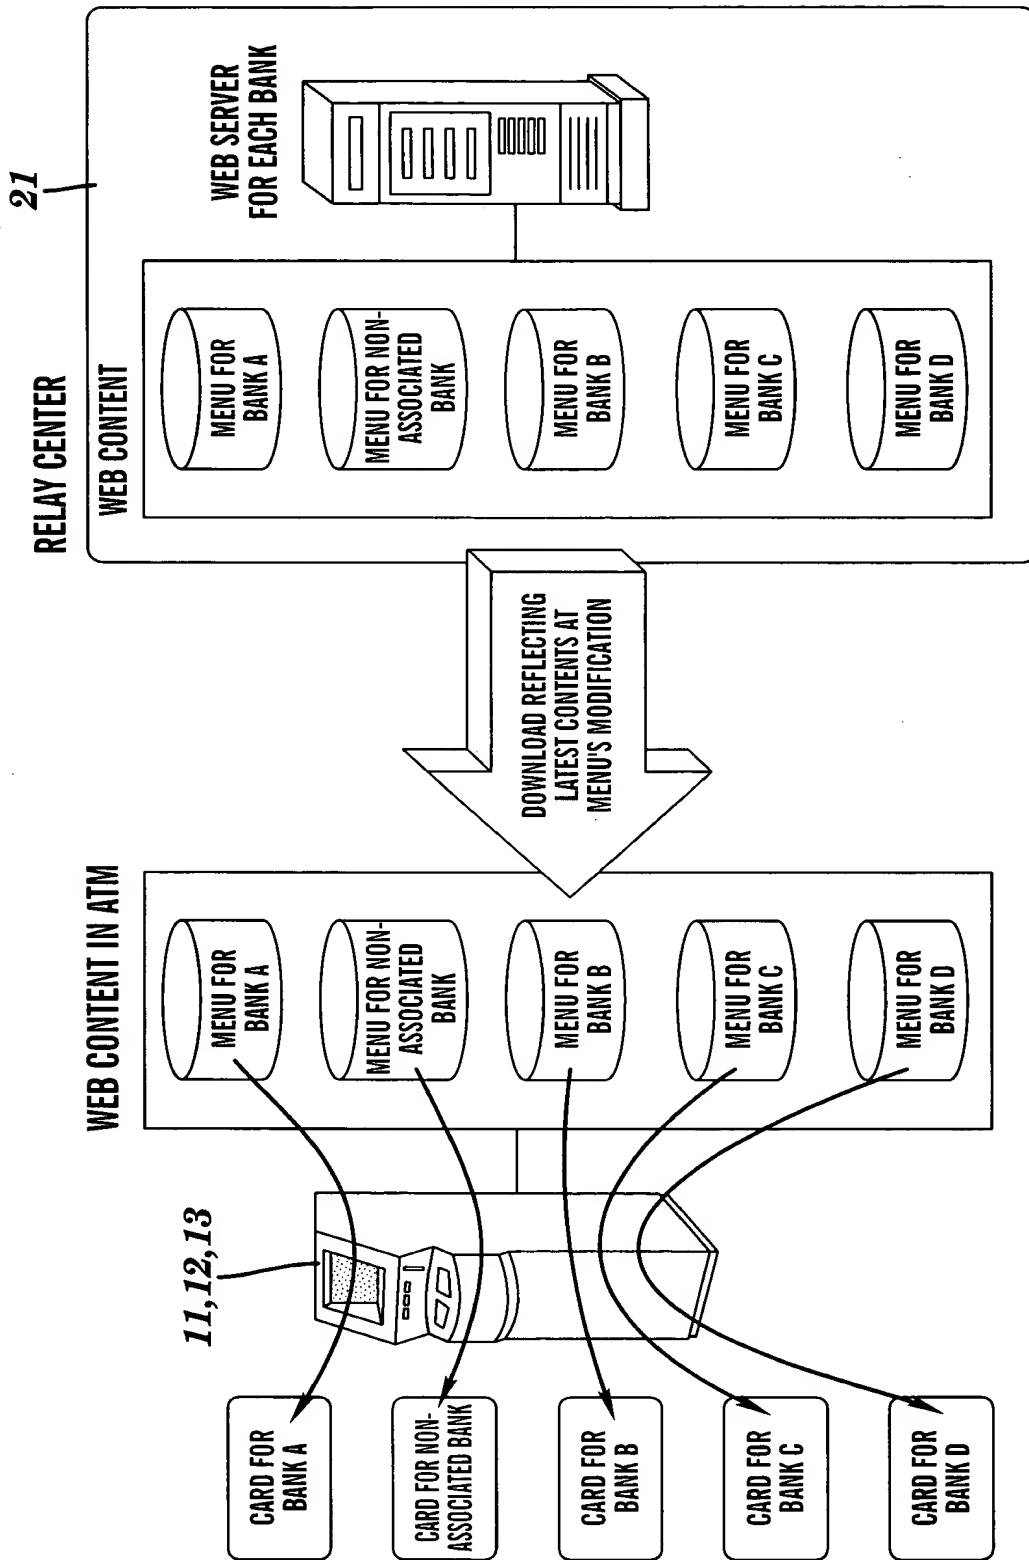 RELAY CENTER
21
WEB CONTENT
WEB SERVER
FOR EACH BANK
MENU FOR
BANK A
MENU FOR NON-
ASSOCIATED
BANK
MENU FOR
BANK B
MENU FOR
BANK C
MENU FOR
BANK D
DOWNLOAD REFLECTING
LATEST CONTENTS AT
MENU'S MODIFICATION
WEB CONTENT IN ATM
MENU FOR
BANK A
MENU FOR NON-
ASSOCIATED
BANK
MENU FOR
BANK B
MENU FOR
BANK C
MENU FOR
BANK D
11,12,13
CARD FOR
BANK A
CARD FOR NON-
ASSOCIATED BANK
CARD FOR
BANK B
CARD FOR
BANK C
CARD FOR
BANK D